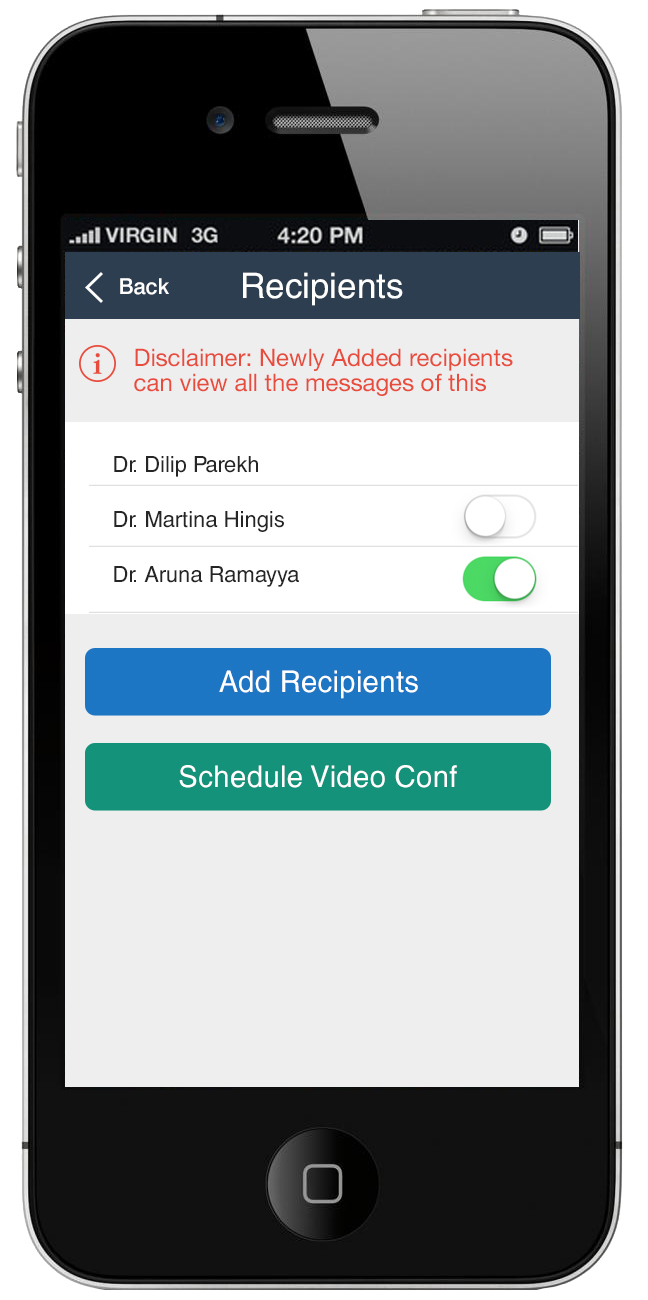 VIRGIN 3G 4:20 PM
Back Recipients
Disclaimer: Newly Added recipients
can view all the messages of this
Dr. Dilip Parekh
Dr. Martina Hingis
Dr. Aruna Ramayya
Add Recipients
Schedule Video Conf